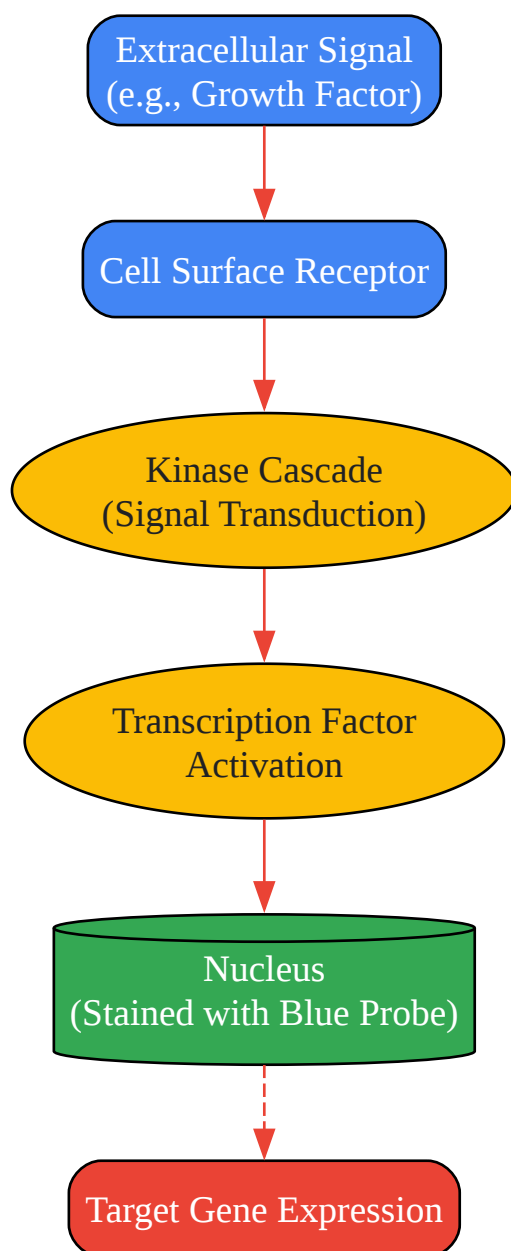 Extracellular Signal
(e.g., Growth Factor)
Cell Surface Receptor
Kinase Cascade
(Signal Transduction)
Transcription Factor
Activation
Nucleus
(Stained with Blue Probe)
Target Gene Expression